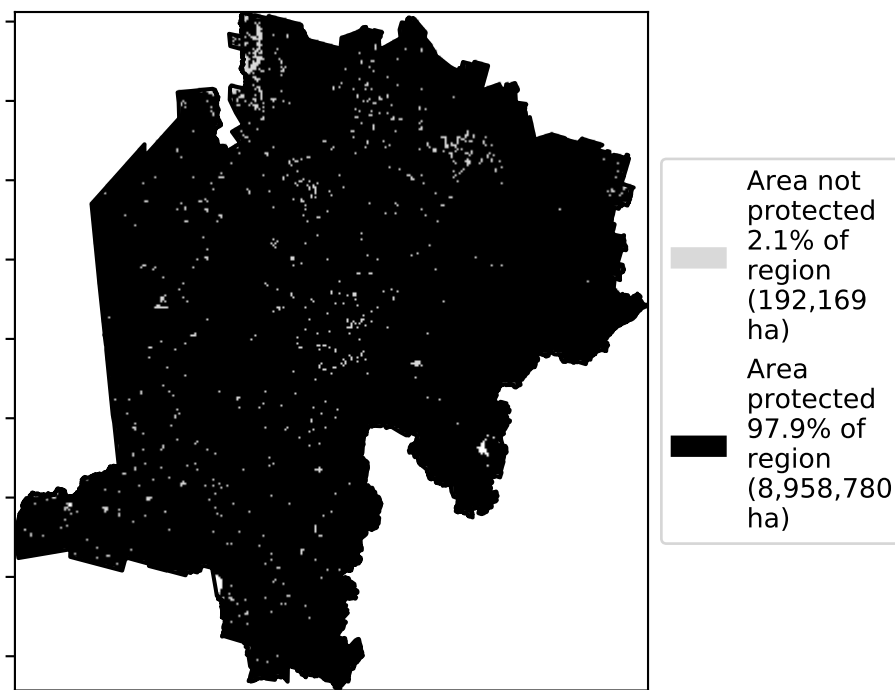 Area not
protected
2.1% of
region
(192,169
ha)
Area
protected
97.9% of
region
(8,958,780
ha)